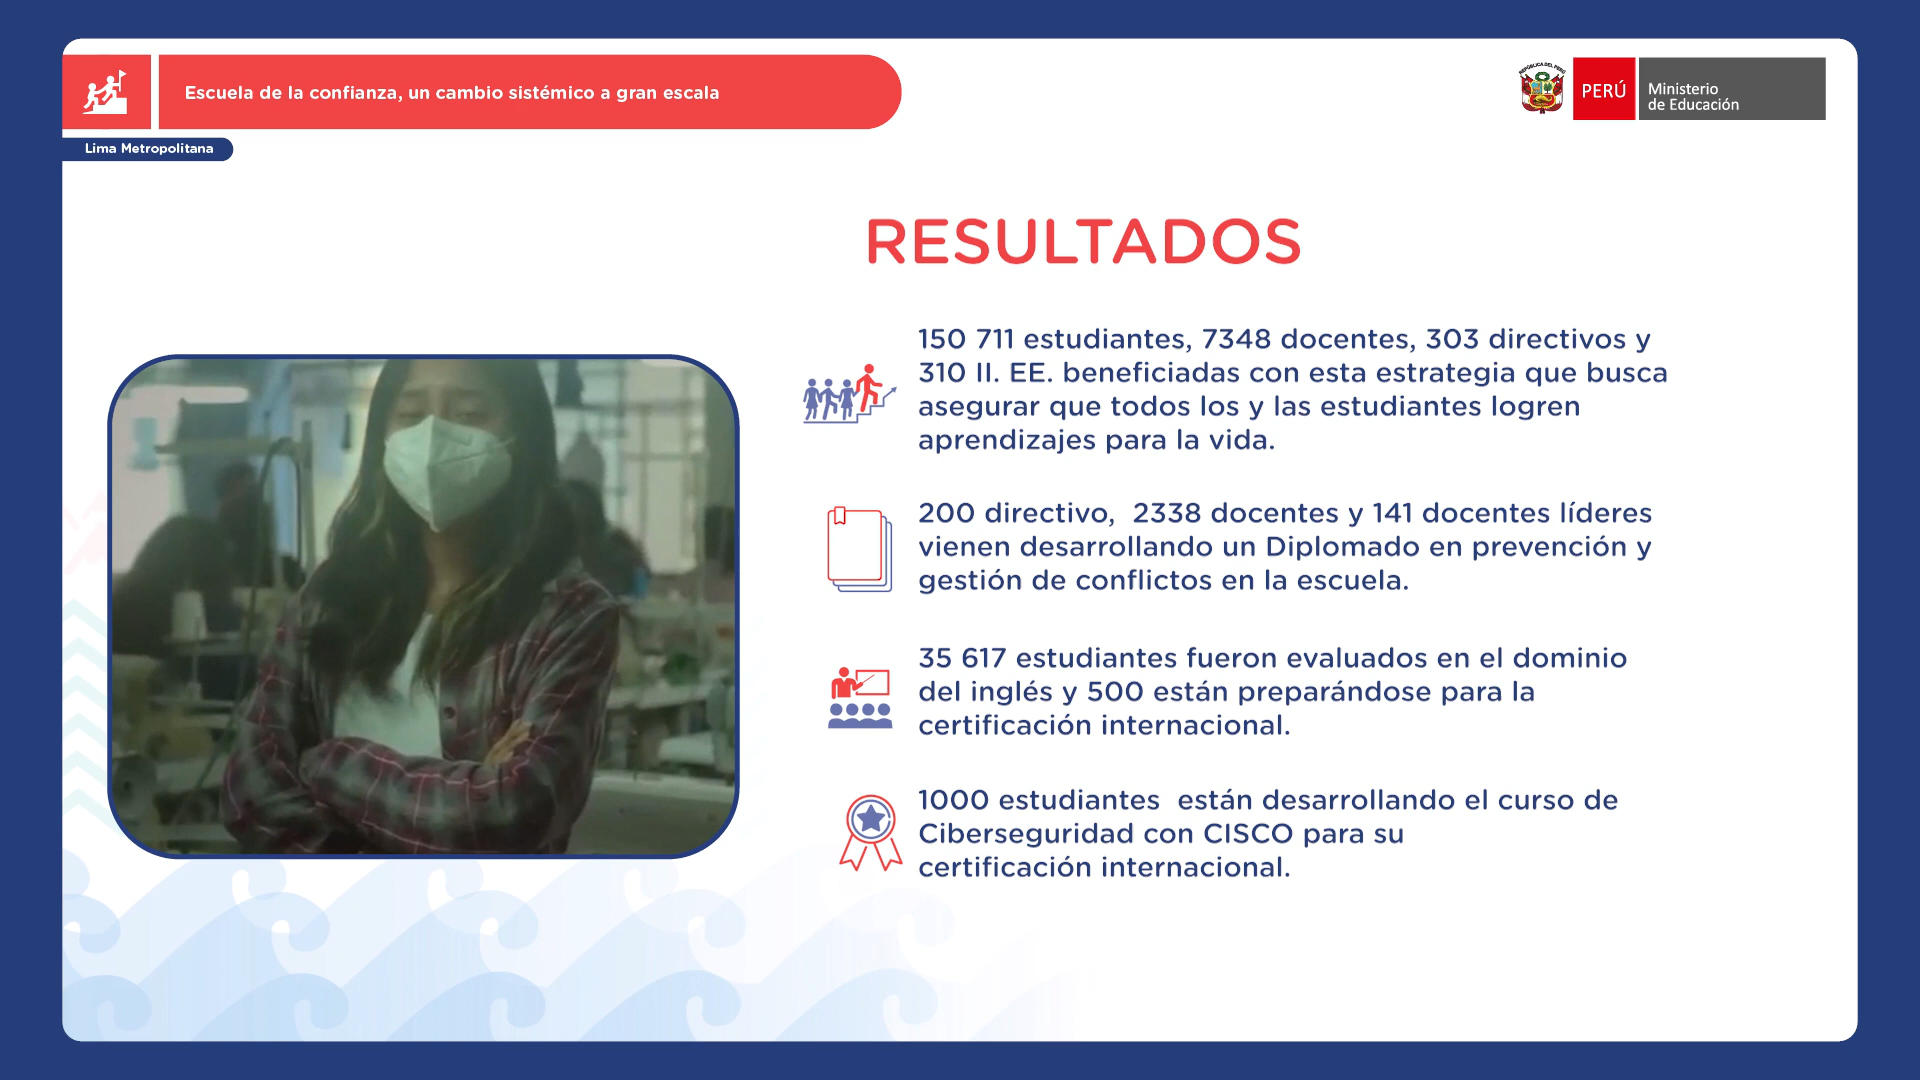 Escuela de la confianza, un cambio sistémico a gran escala
Lima Metropolitana
REPÚBLICA DEL PERÚ
PERÚ
Ministerio
de Educación
RESULTADOS
150 711 estudiantes, 7348 docentes, 303 directivos y
310 II. EE. beneficiadas con esta estrategia que busca
asegurar que todos los y las estudiantes logren
aprendizajes para la vida.
200 directivo,  2338 docentes y 141 docentes líderes
vienen desarrollando un Diplomado en prevención y
gestión de conflictos en la escuela.
35 617 estudiantes fueron evaluados en el dominio
del inglés y 500 están preparándose para la
certificación internacional.
1000 estudiantes  están desarrollando el curso de
Ciberseguridad con CISCO para su
certificación internacional.